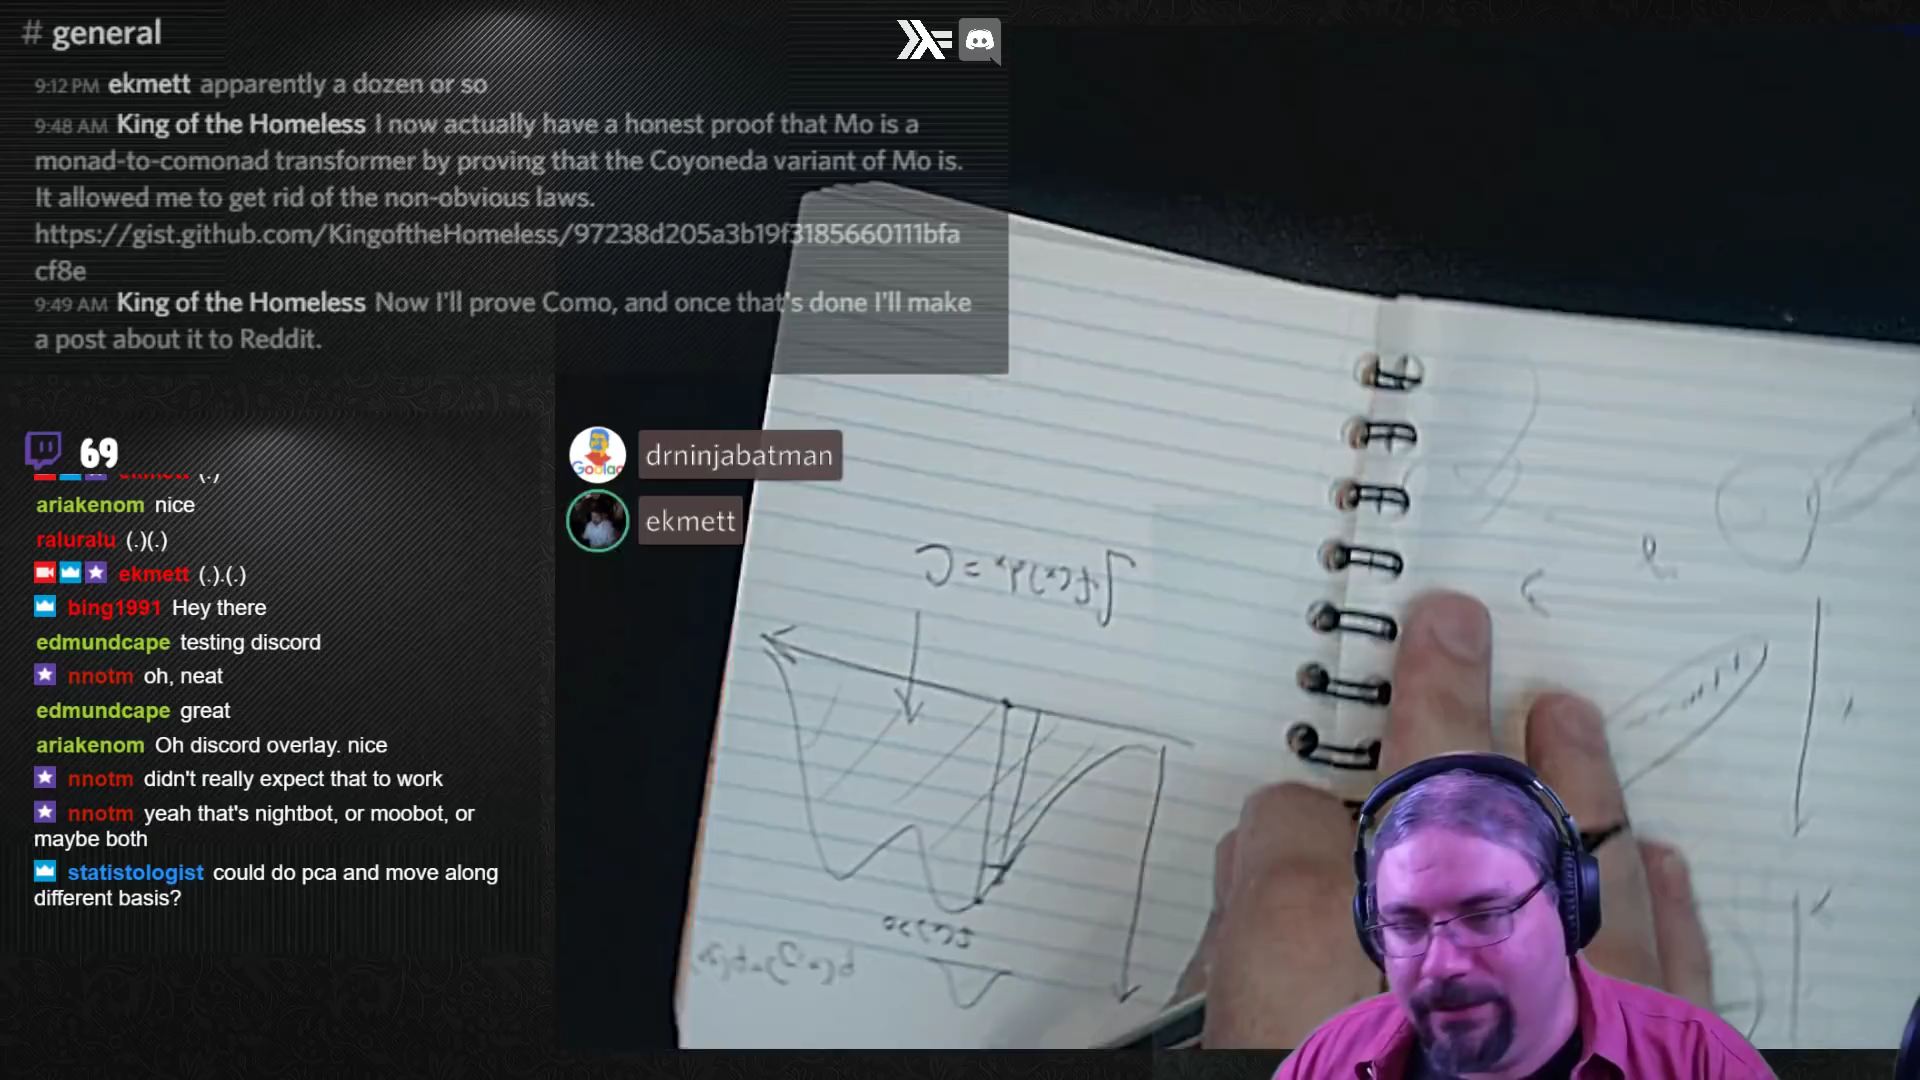 # general
9:12 PM ekmett apparently a dozen or so
9:48 AM King of the Homeless I now actually have a honest proof that Mo is a
monad-to-comonad transformer by proving that the Coyoneda variant of Mo is.
It allowed me to get rid of the non-obvious laws.
https://gist.github.com/KingoftheHomeless/97238d205a3b19f3185660111bfa
cf8e
9:49 AM King of the Homeless Now I'll prove Como, and once that's done I'll make
a post about it to Reddit.
69
ekmett (.)
ariakenom nice
raluralu (.)(.)
ekmett (.).(.)
bing1991 Hey there
edmundcape testing discord
nnotm oh, neat
edmundcape great
ariakenom Oh discord overlay. nice
nnotm didn't really expect that to work
nnotm yeah that's nightbot, or moobot, or
maybe both
statistologist could do pca and move along
different basis?
drninjabatman
ekmett
∫f(x)dx = C